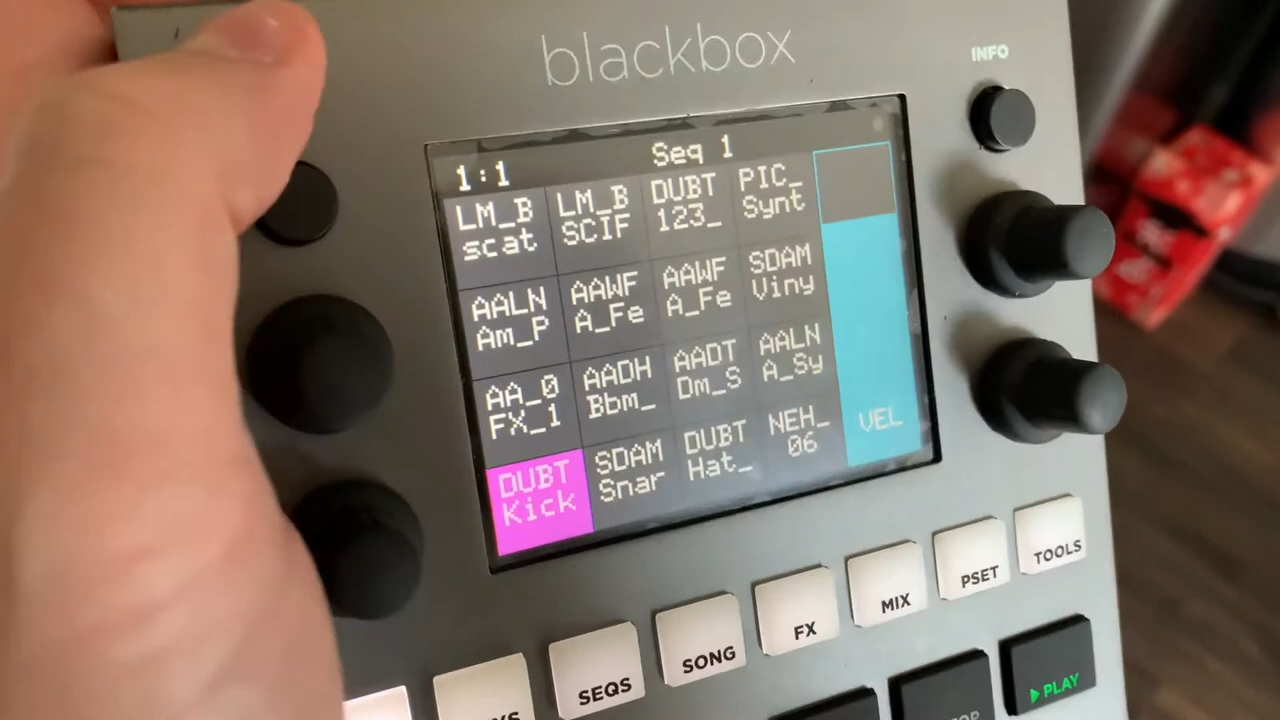 blackbox
INFO
1:1 Seq 1
LM_B LM_B DUBT PIC_
scat SCIF 123_ Synt
AALN AAWF AAWF SDAM
Am_P A_Fe A_Fe Viny
AA_0 AADH AADT AALN
FX_1 Bbm_ Dm_S A_Sy
DUBT SDAM DUBT NEH_
Kick Snar Hat_ 06
VEL
SEQS SONG FX MIX PSET TOOLS
PLAY